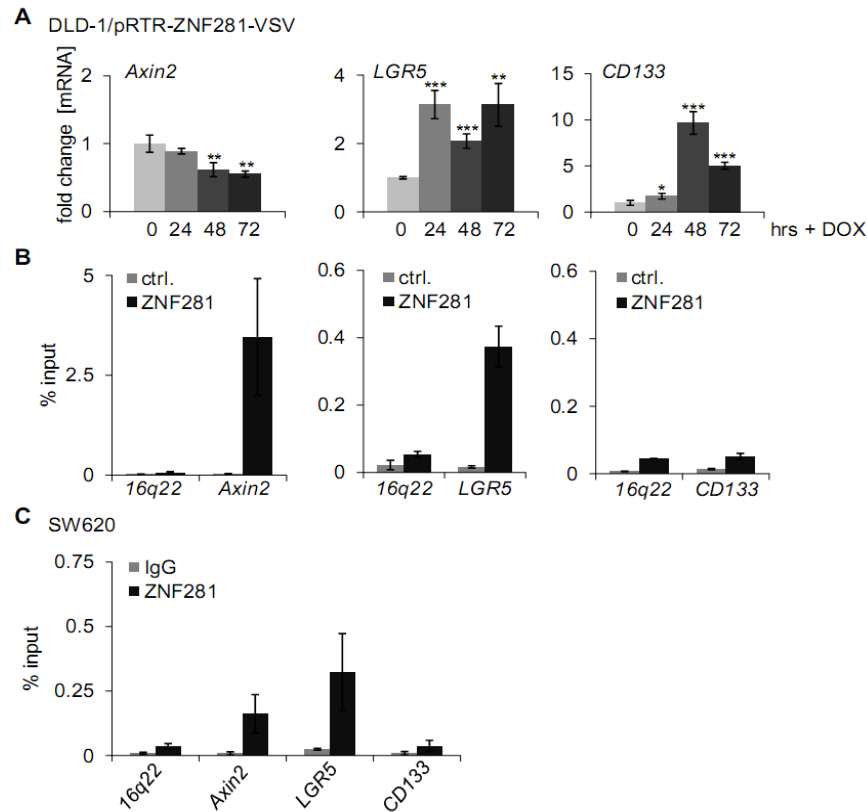 A DLD-1/pRTR-ZNF281-VSV
fold change [mRNA]
Axin2
2
1
0
0 24 48 72
** **
LGR5
4
2
0
0 24 48 72
*** *** **
CD133
15
10
5
0
0 24 48 72
* *** ***
hrs + DOX
B
% input
5
2.5
0
ctrl.
ZNF281
16q22 Axin2
0.6
0.4
0.2
0
ctrl.
ZNF281
16q22 LGR5
0.6
0.4
0.2
0
ctrl.
ZNF281
16q22 CD133
C SW620
% input
0.75
0.5
0.25
0
IgG
ZNF281
16q22 Axin2 LGR5 CD133